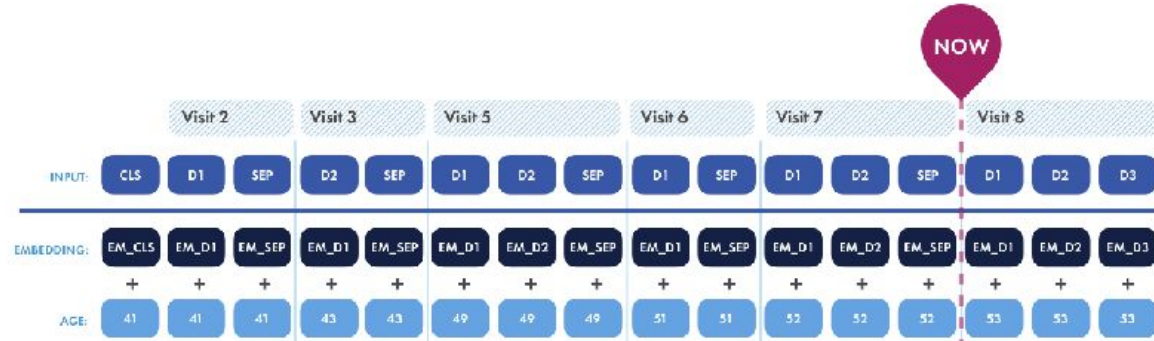 NOW
Visit 2 Visit 3 Visit 5 Visit 6 Visit 7 Visit 8
INPUT: CLS D1 SEP D2 SEP D1 D2 SEP D1 SEP D1 D2 SEP D1 D2 D3
EMBEDDING: EM_CLS EM_D1 EM_SEP EM_D1 EM_SEP EM_D1 EM_D2 EM_SEP EM_D1 EM_SEP EM_D1 EM_D2 EM_SEP EM_D1 EM_D2 EM_D3
+ + + + + + + + + + + + + + + +
AGE: 41 41 41 43 43 49 49 49 51 51 52 52 52 53 53 53